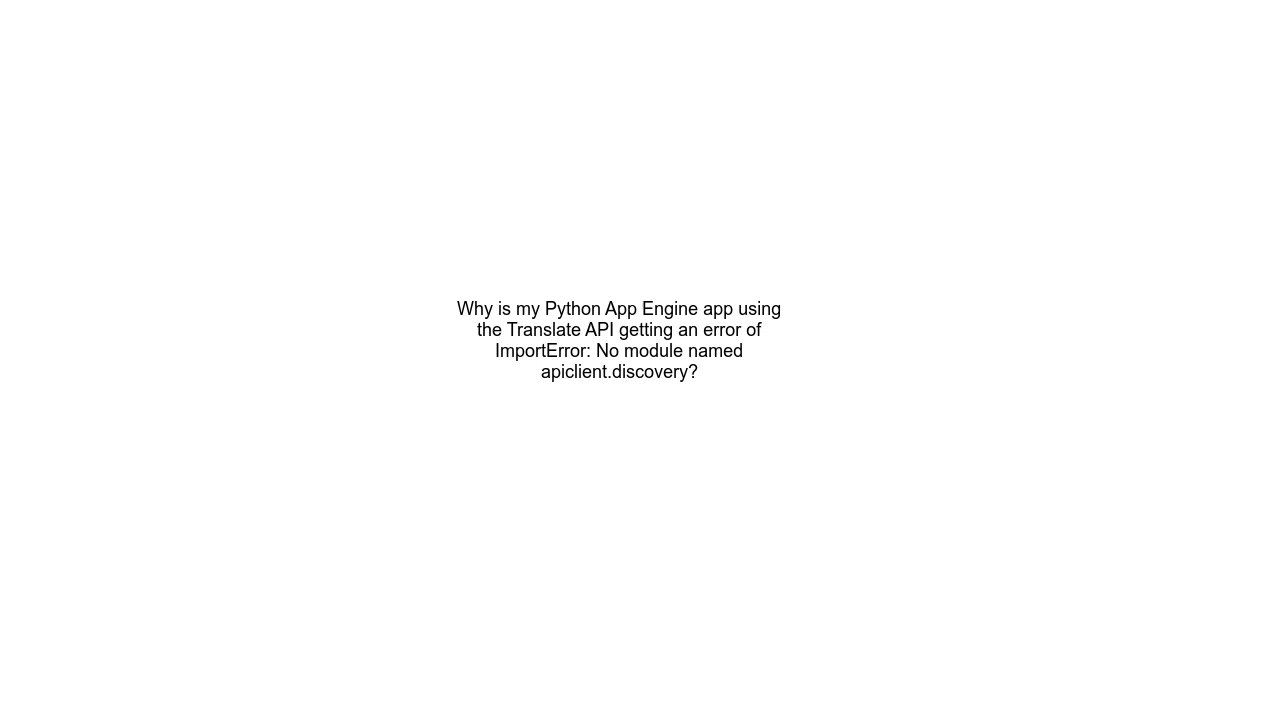 Why is my Python App Engine app using
the Translate API getting an error of
ImportError: No module named
apiclient.discovery?